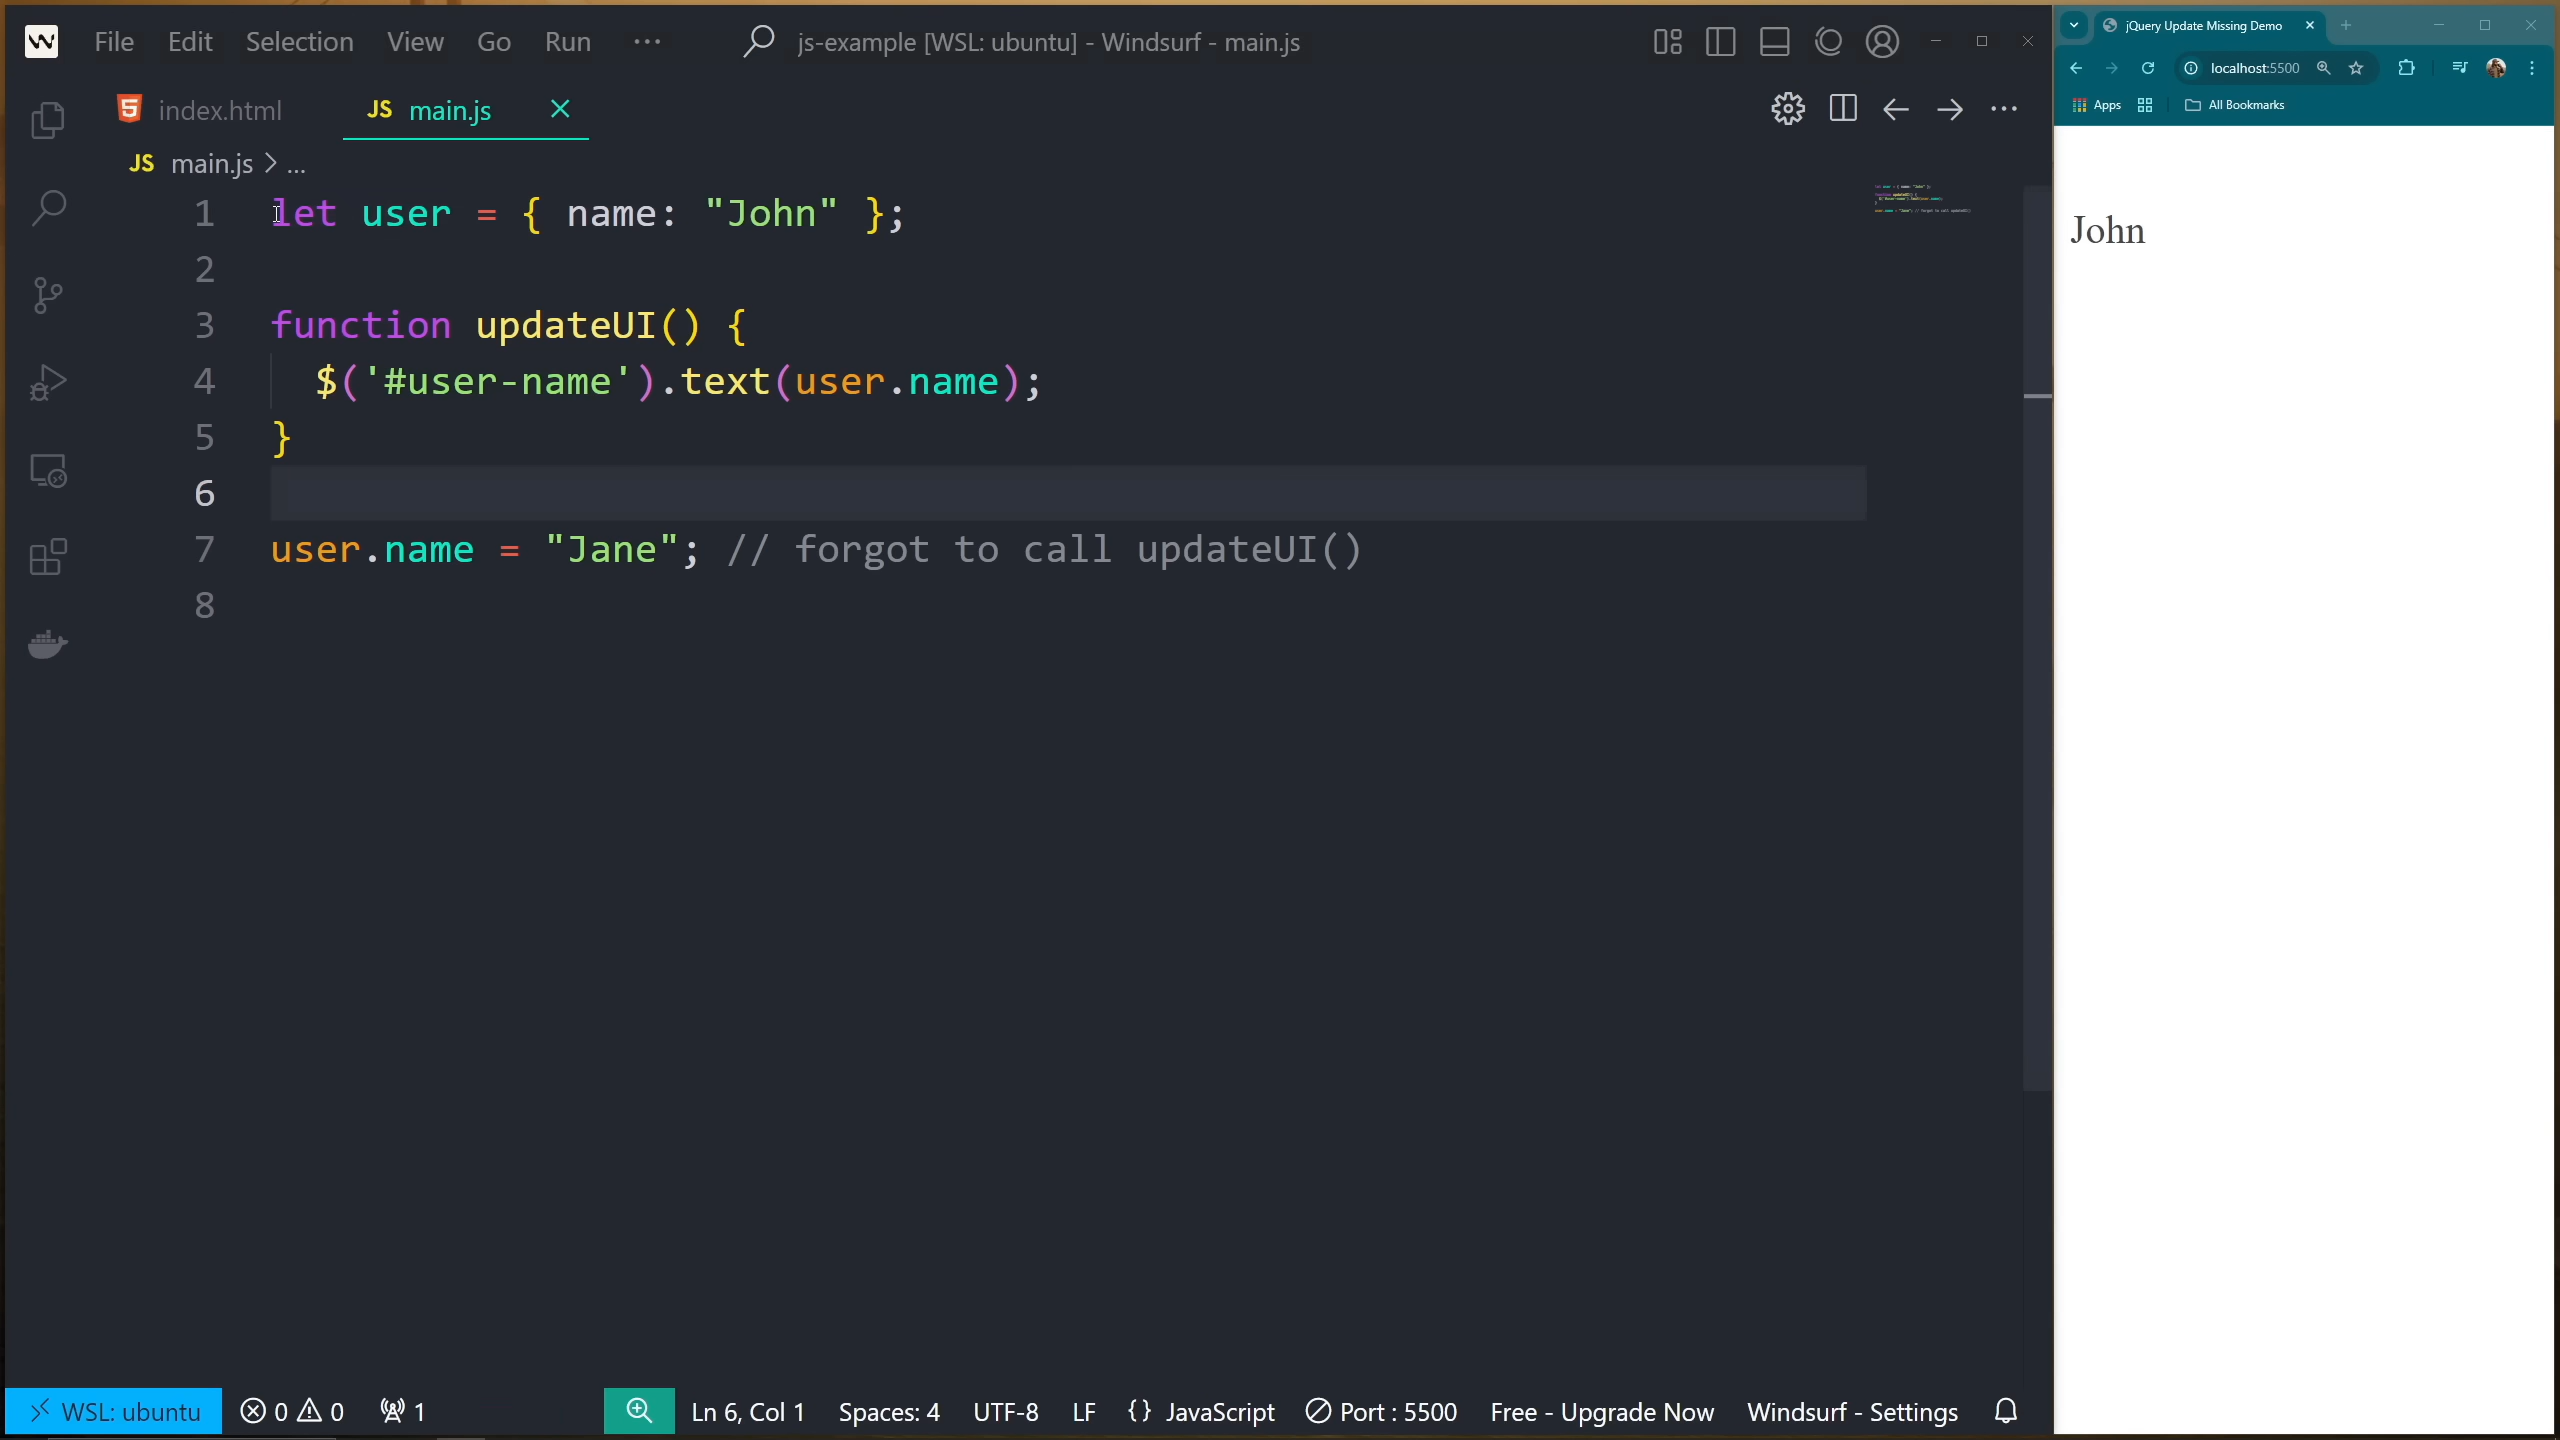 File Edit Selection View Go Run ... js-example [WSL: ubuntu] - Windsurf - main.js
index.html JS main.js
JS main.js > ...
1 let user = { name: "John" };
2
3 function updateUI() {
4 $('#user-name').text(user.name);
5 }
6
7 user.name = "Jane"; // forgot to call updateUI()
8
WSL: ubuntu 0 0 1 Ln 6, Col 1 Spaces: 4 UTF-8 LF {} JavaScript Port : 5500 Free - Upgrade Now Windsurf - Settings
jQuery Update Missing Demo
localhost:5500
Apps All Bookmarks
John